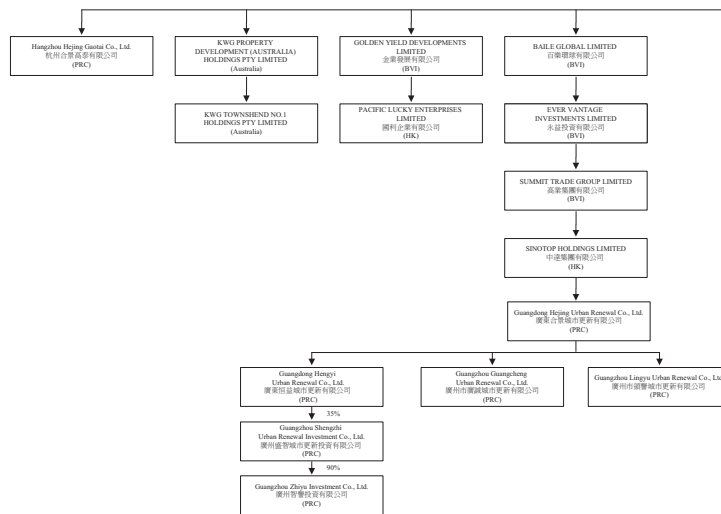 Hangzhou Hejing Gaotai Co., Ltd.
杭州合景高泰有限公司
(PRC)
KWG PROPERTY
DEVELOPMENT (AUSTRALIA)
HOLDINGS PTY LIMITED
(Australia)
GOLDEN YIELD DEVELOPMENTS
LIMITED
金業發展有限公司
(BVI)
BAILE GLOBAL LIMITED
百樂環球有限公司
(BVI)
KWG TOWNSHEND NO.1
HOLDINGS PTY LIMITED
(Australia)
PACIFIC LUCKY ENTERPRISES
LIMITED
國利企業有限公司
(HK)
EVER VANTAGE
INVESTMENTS LIMITED
永益投資有限公司
(BVI)
SUMMIT TRADE GROUP LIMITED
高業集團有限公司
(BVI)
SINOTOP HOLDINGS LIMITED
中達集團有限公司
(HK)
Guangdong Hejing Urban Renewal Co., Ltd.
廣東合景城市更新有限公司
(PRC)
Guangdong Hengyi
Urban Renewal Co., Ltd.
廣東恒益城市更新有限公司
(PRC)
Guangzhou Guangcheng
Urban Renewal Co., Ltd.
廣州市廣誠城市更新有限公司
(PRC)
Guangzhou Lingyu Urban Renewal Co., Ltd
廣州市領譽城市更新有限公司
(PRC)
35%
Guangzhou Shengzhi
Urban Renewal Investment Co., Ltd.
廣州盛智城市更新投資有限公司
(PRC)
90%
Guangzhou Zhiyu Investment Co., Ltd.
廣州智譽投資有限公司
(PRC)